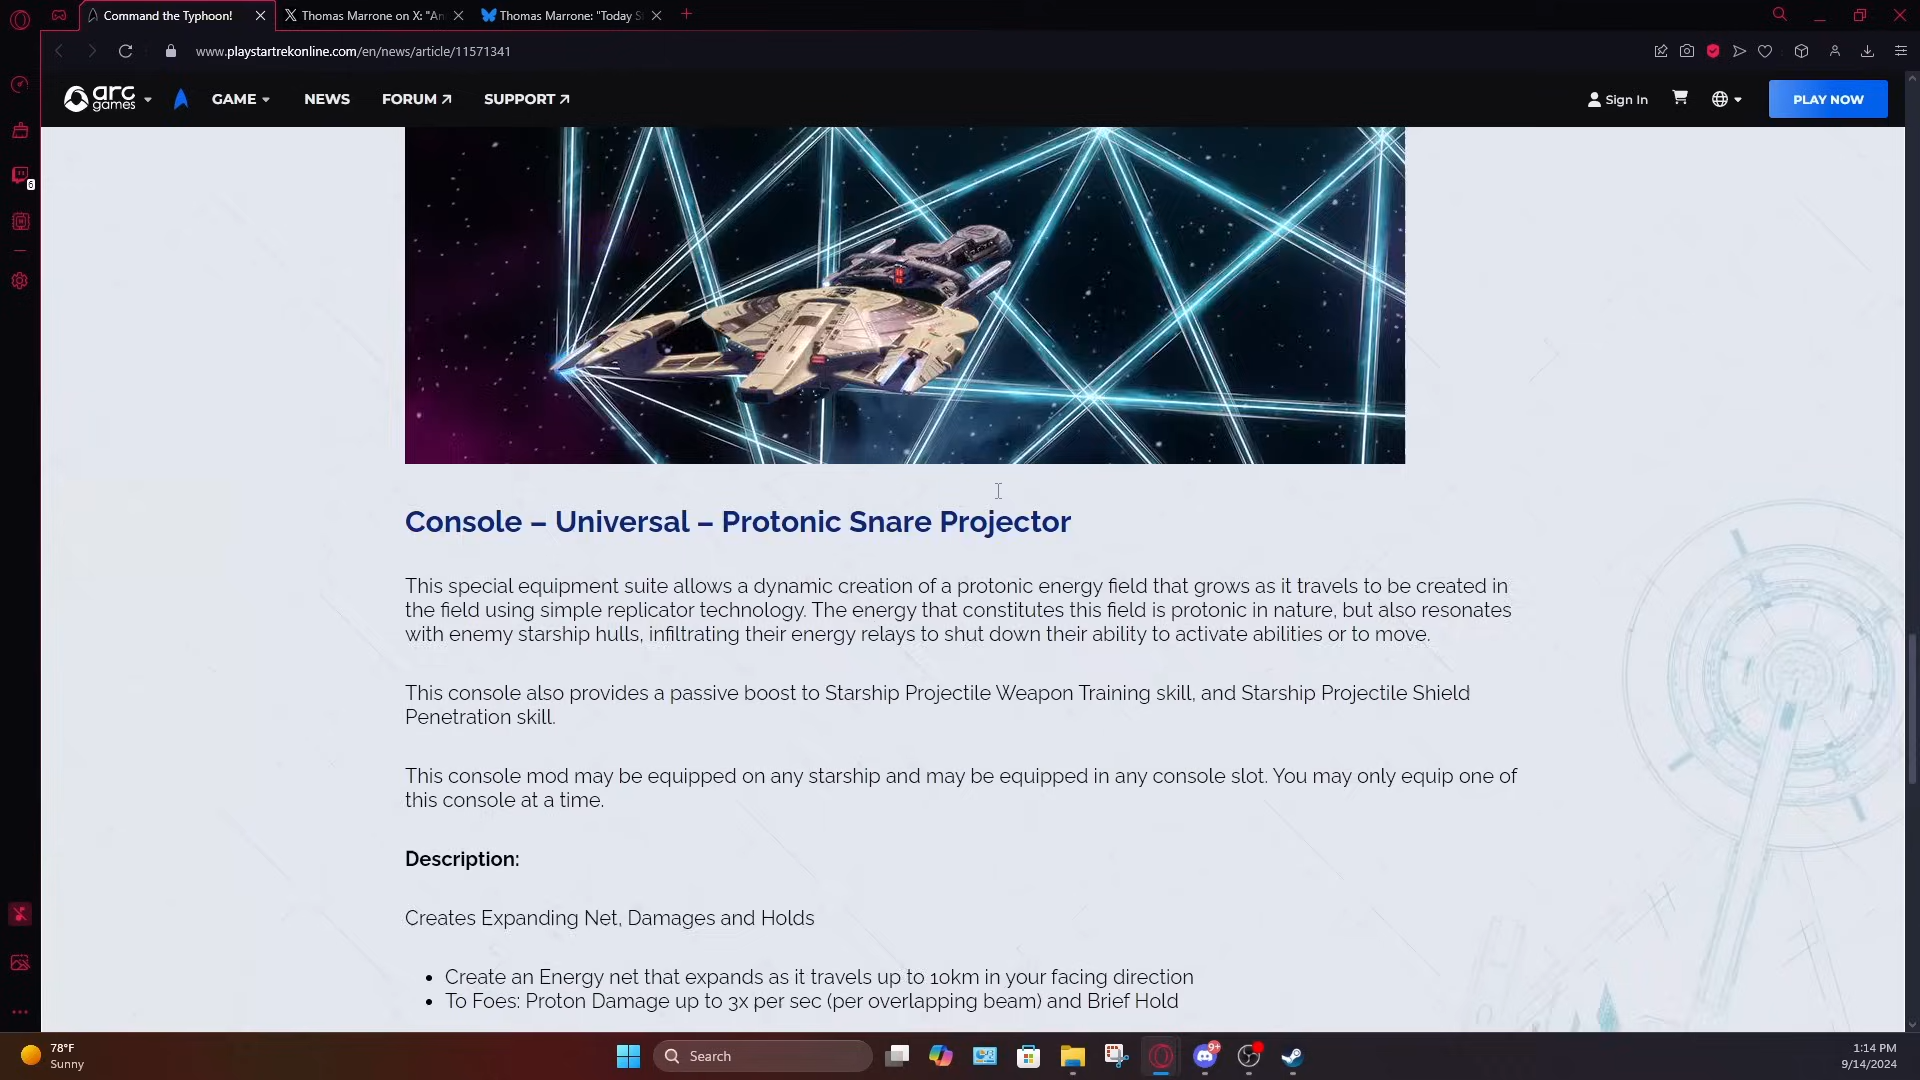 Command the Typhoon!
Thomas Marrone on X: "An
Thomas Marrone: "Today S
www.playstartrekonline.com/en/news/article/11571341
arc games
GAME
NEWS
FORUM
SUPPORT
Sign In
PLAY NOW
6
Console – Universal – Protonic Snare Projector
This special equipment suite allows a dynamic creation of a protonic energy field that grows as it travels to be created in
the field using simple replicator technology. The energy that constitutes this field is protonic in nature, but also resonates
with enemy starship hulls, infiltrating their energy relays to shut down their ability to activate abilities or to move.
This console also provides a passive boost to Starship Projectile Weapon Training skill, and Starship Projectile Shield
Penetration skill.
This console mod may be equipped on any starship and may be equipped in any console slot. You may only equip one of
this console at a time.
Description:
Creates Expanding Net, Damages and Holds
• Create an Energy net that expands as it travels up to 10km in your facing direction
• To Foes: Proton Damage up to 3x per sec (per overlapping beam) and Brief Hold
78°F
Sunny
Search
9+
1:14 PM
9/14/2024